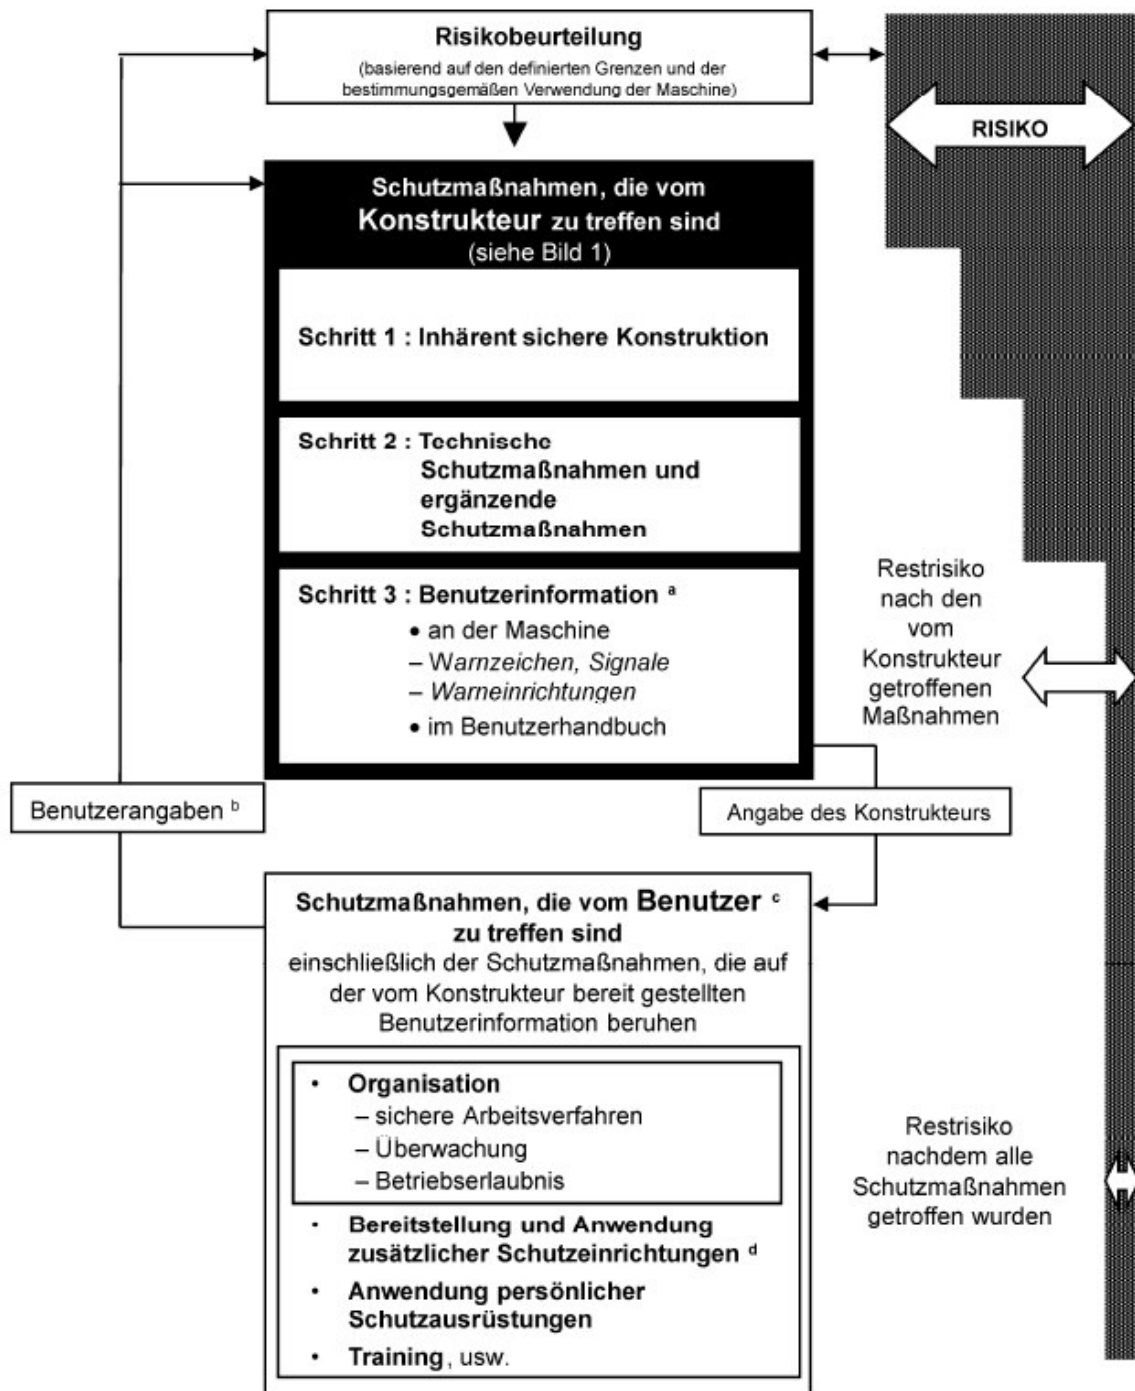 Risikobeurteilung
(basierend auf den definierten Grenzen und der
bestimmungsgemäßen Verwendung der Maschine)
RISIKO
Schutzmaßnahmen, die vom
Konstrukteur zu treffen sind
(siehe Bild 1)
Schritt 1 : Inhärent sichere Konstruktion
Schritt 2 : Technische
Schutzmaßnahmen und
ergänzende
Schutzmaßnahmen
Schritt 3 : Benutzerinformation ᵃ
• an der Maschine
– Warnzeichen, Signale
– Warneinrichtungen
• im Benutzerhandbuch
Restrisiko
nach den
vom
Konstrukteur
getroffenen
Maßnahmen
Benutzerangaben ᵇ
Angabe des Konstrukteurs
Schutzmaßnahmen, die vom Benutzer ᶜ
zu treffen sind
einschließlich der Schutzmaßnahmen, die auf
der vom Konstrukteur bereit gestellten
Benutzerinformation beruhen
• Organisation
– sichere Arbeitsverfahren
– Überwachung
– Betriebserlaubnis
• Bereitstellung und Anwendung
zusätzlicher Schutzeinrichtungen ᵈ
• Anwendung persönlicher
Schutzausrüstungen
• Training, usw.
Restrisiko
nachdem alle
Schutzmaßnahmen
getroffen wurden